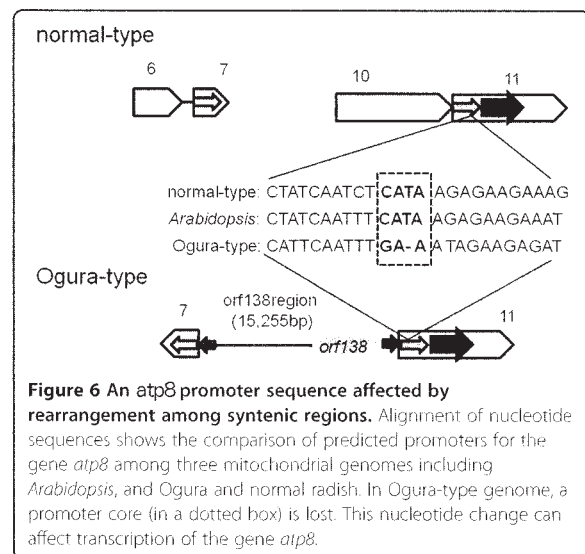 normal-type
6 7 10 11
normal-type: CTATCAATCT CATA AGAGAAGAAAG
Arabidopsis: CTATCAATTT CATA AGAGAAGAAAT
Ogura-type: CATTCAATTT GA-A ATAGAAGAGAT
Ogura-type
7 orf138region 11
(15,255bp)
orf138
Figure 6 An atp8 promoter sequence affected by
rearrangement among syntenic regions. Alignment of nucleotide
sequences shows the comparison of predicted promoters for the
gene atp8 among three mitochondrial genomes including
Arabidopsis, and Ogura and normal radish. In Ogura-type genome, a
promoter core (in a dotted box) is lost. This nucleotide change can
affect transcription of the gene atp8.